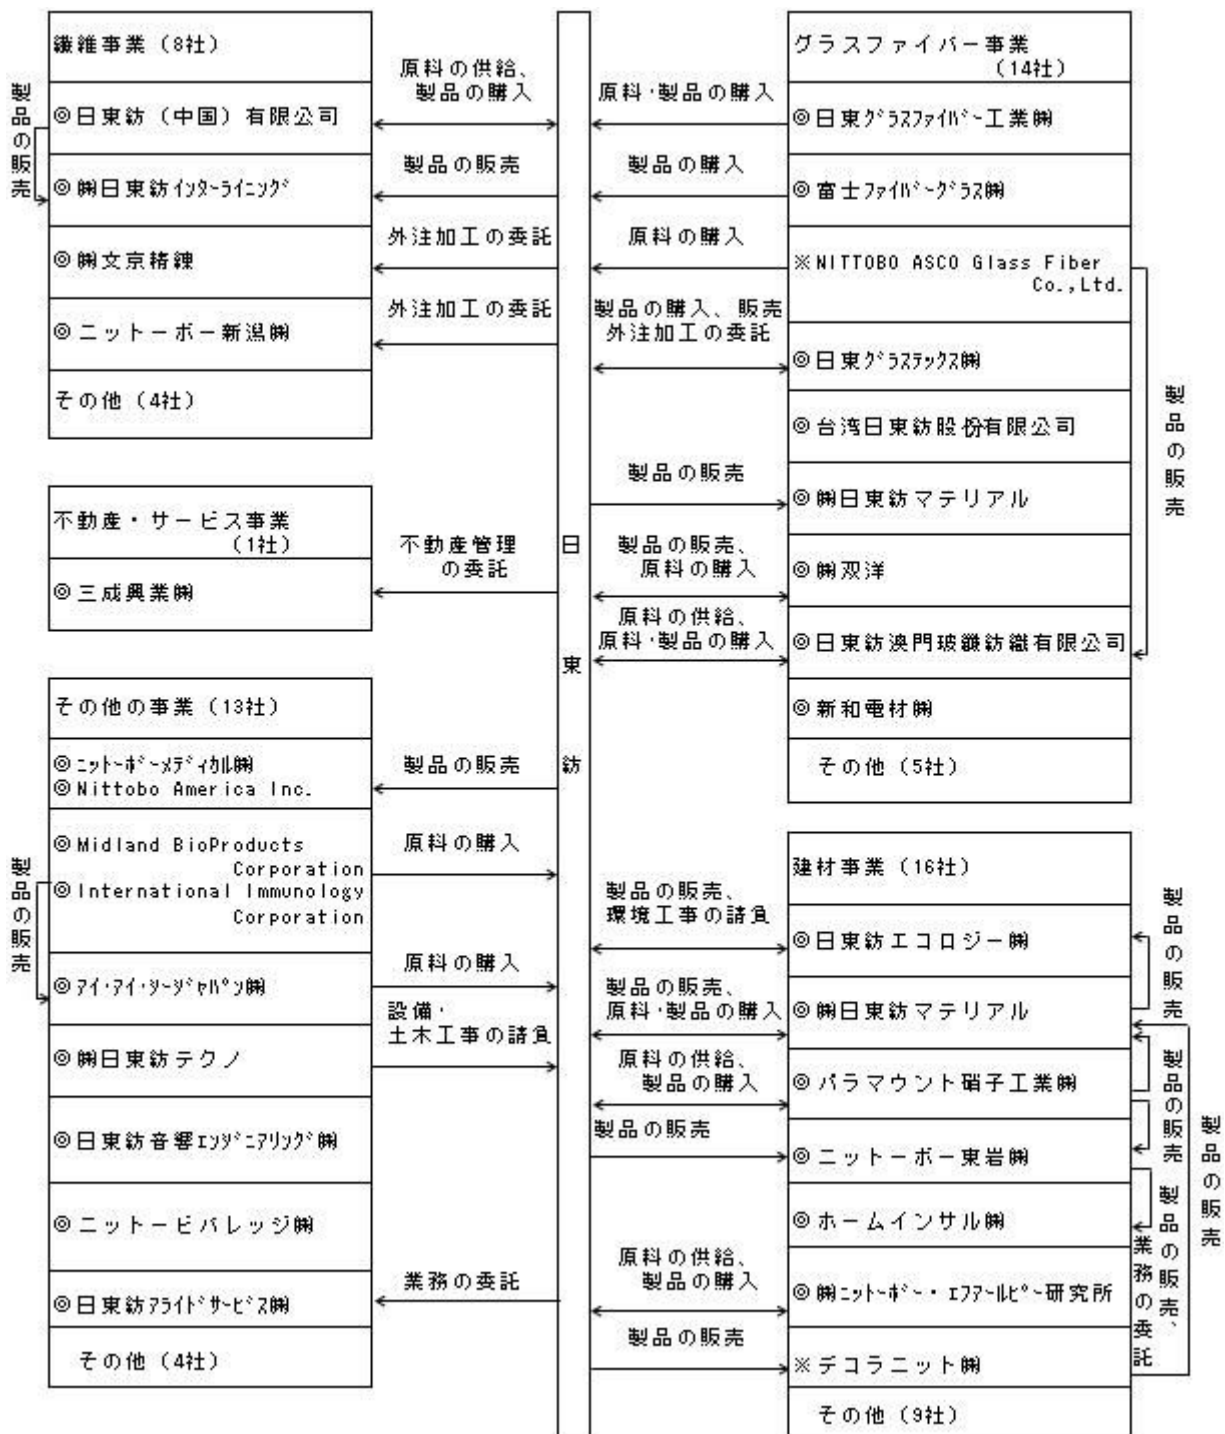 繊維事業（8社）
製品の販売
◎日東紡（中国）有限公司
◎㈱日東紡ｲﾝﾀｰﾗｲﾆﾝｸﾞ
◎㈱文京精練
◎ニットーボー新潟㈱
その他（4社）
原料の供給、
製品の購入
製品の販売
外注加工の委託
外注加工の委託
不動産・サービス事業
（1社）
◎三成興業㈱
不動産管理
の委託
その他の事業（13社）
◎ﾆｯﾄｰﾎﾞｰﾒﾃﾞｨｶﾙ㈱
◎Nittobo America Inc.
◎Midland BioProducts
Corporation
◎International Immunology
Corporation
◎ｱｲ･ｱｲ･ｼｰｼﾞｬﾊﾟﾝ㈱
◎㈱日東紡テクノ
◎日東紡音響ｴﾝｼﾞﾆｱﾘﾝｸﾞ㈱
◎ニットービバレッジ㈱
◎日東紡ｱﾗｲﾄﾞｻｰﾋﾞｽ㈱
その他（4社）
製品の販売
製品の販売
原料の購入
原料の購入
設備・
土木工事の請負
業務の委託
日東紡
グラスファイバー事業
（14社）
◎日東ｸﾞﾗｽﾌｧｲﾊﾞｰ工業㈱
◎富士ﾌｧｲﾊﾞｰｸﾞﾗｽ㈱
※NITTOBO ASCO Glass Fiber
Co.,Ltd.
◎日東ｸﾞﾗｽﾃｯｸｽ㈱
◎台湾日東紡股份有限公司
◎㈱日東紡マテリアル
◎㈱双洋
◎日東紡澳門玻纖紡織有限公司
◎新和電材㈱
その他（5社）
原料･製品の購入
製品の購入
原料の購入
製品の購入、販売
外注加工の委託
製品の販売
製品の販売、
原料の購入
原料の供給、
原料･製品の購入
製品の販売
建材事業（16社）
◎日東紡エコロジー㈱
◎㈱日東紡マテリアル
◎パラマウント硝子工業㈱
◎ニットーボー東岩㈱
◎ホームインサル㈱
◎㈱ﾆｯﾄｰﾎﾞｰ・ｴﾌｱｰﾙﾋﾟｰ研究所
※デコラニット㈱
その他（9社）
製品の販売、
環境工事の請負
製品の販売、
原料･製品の購入
原料の供給、
製品の購入
製品の販売
原料の供給、
製品の購入
製品の販売
製品の販売
製品の販売
製品の販売、
業務の委託
製品の販売